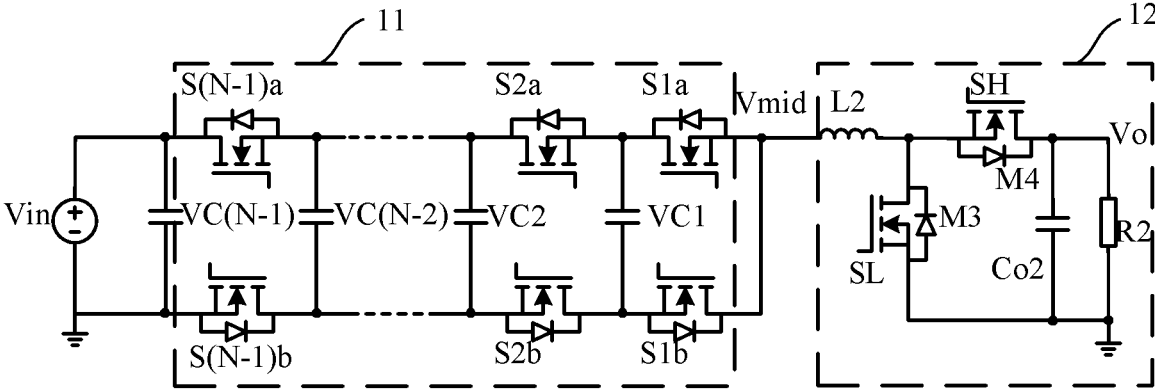 11
12
S(N-1)a
S2a
S1a
Vmid
L2
SH
Vo
M4
Vin
VC(N-1)
VC(N-2)
VC2
VC1
M3
SL
Co2
R2
S(N-1)b
S2b
S1b